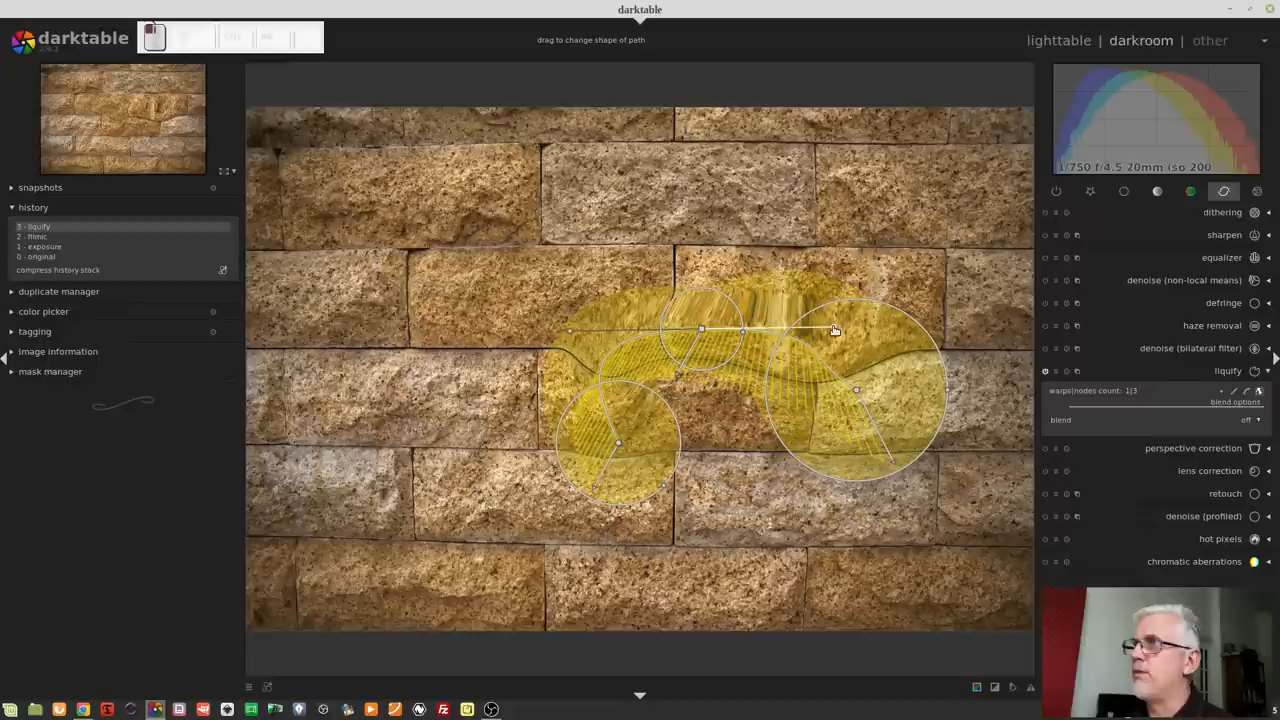 darktable
darktable
drag to change shape of path
lighttable | darkroom | other
1/750 f/4.5 20mm iso 200
snapshots
history
3 - liquify
2 - filmic
1 - exposure
0 - original
compress history stack
duplicate manager
color picker
tagging
image information
mask manager
dithering
sharpen
equalizer
denoise (non-local means)
defringe
haze removal
denoise (bilateral filter)
liquify
warps|nodes count: 1|3
blend options
blend off
perspective correction
lens correction
retouch
denoise (profiled)
hot pixels
chromatic aberrations